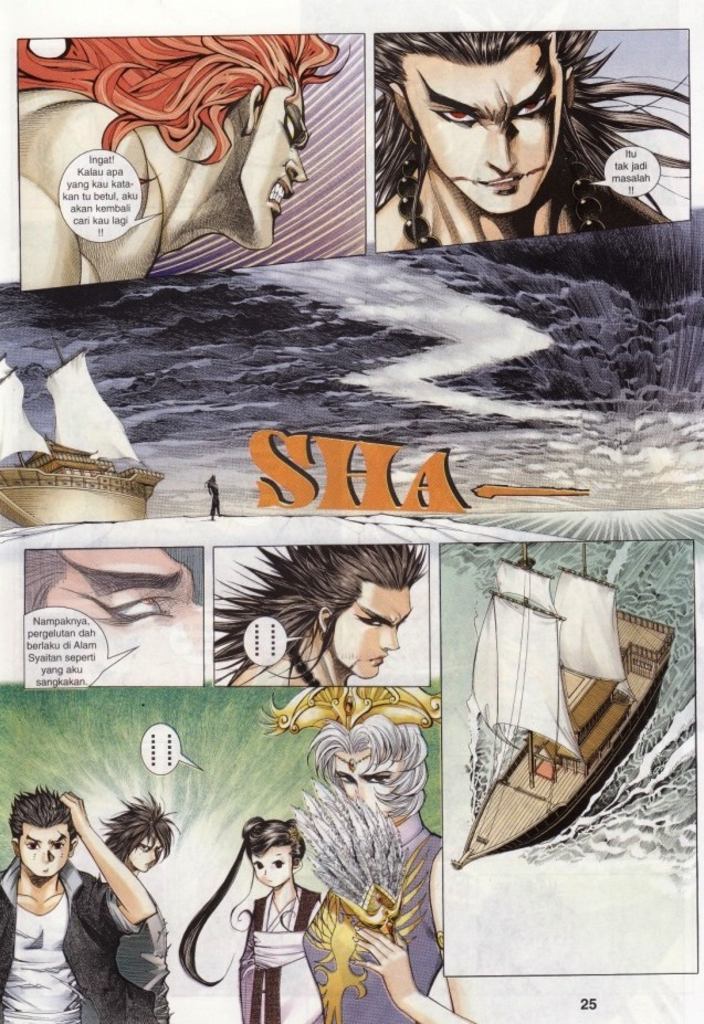 Ingat!
Kalau apa
yang kau kata-
kan tu betul, aku
akan kembali
cari kau lagi
!!
Itu
tak jadi
masalah
!!
SHA—
Nampaknya,
pergelutan dah
berlaku di Alam
Syaitan seperti
yang aku
sangkakan.
25